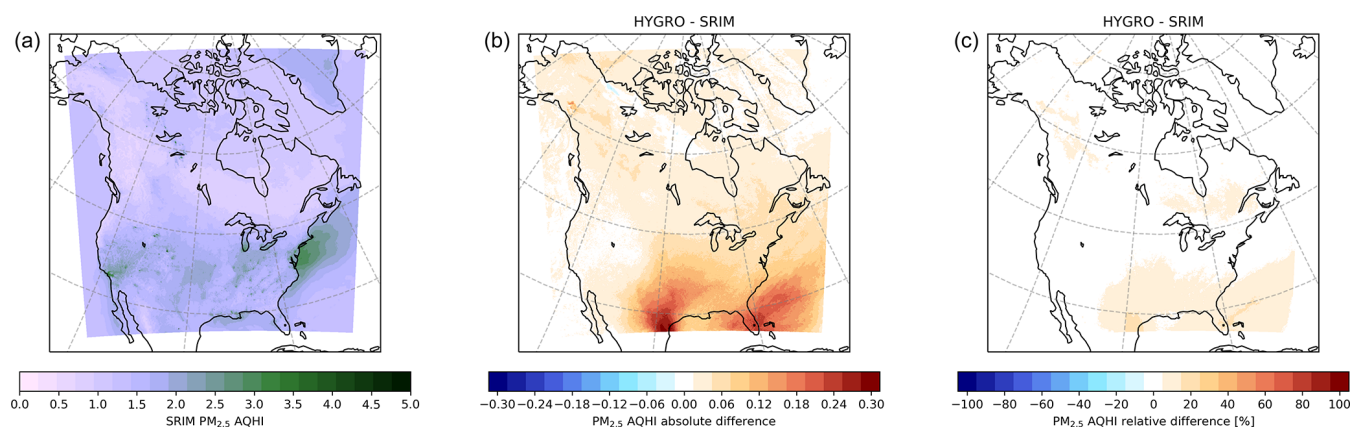 HYGRO - SRIM
HYGRO - SRIM
(a)
(b)
(c)
0.0 0.5 1.0 1.5 2.0 2.5 3.0 3.5 4.0 4.5 5.0
SRIM PM2.5 AQHI
−0.30 −0.24 −0.18 −0.12 −0.06 0.00 0.06 0.12 0.18 0.24 0.30
PM2.5 AQHI absolute difference
−100 −80 −60 −40 −20 0 20 40 60 80 100
PM2.5 AQHI relative difference [%]